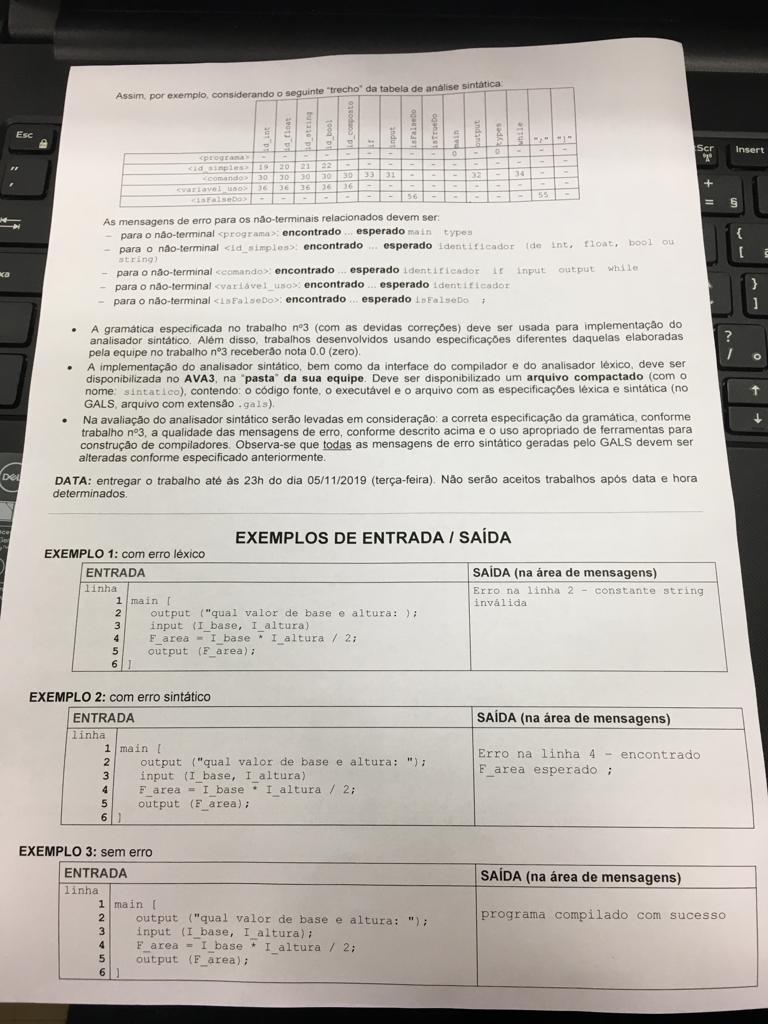 Assim, por exemplo, considerando o seguinte "trecho" da tabela de análise sintática:
id_int id_float id_string id_bool id_composto if input isFalseDo isTrueDo main output types while
<programa> - - - - - - - - - 0 - 0 - - -
<id_simples> 19 20 21 22 - - - - - - - - - - -
<comando> 30 30 30 30 30 33 31 - - - 32 - 34 - -
<variavel_uso> 36 36 36 36 36 - - - - - - - - - -
<isFalseDo> - - - - - - - 56 - - - - - 55 -
As mensagens de erro para os não-terminais relacionados devem ser:
– para o não-terminal <programa>: encontrado ... esperado main types
– para o não-terminal <id_simples>: encontrado ... esperado identificador (de int, float, bool ou
string)
– para o não-terminal <comando>: encontrado ... esperado identificador if input output while
– para o não-terminal <variável_uso>: encontrado ... esperado identificador
– para o não-terminal <isFalseDo>: encontrado ... esperado isFalseDo ;
• A gramática especificada no trabalho nº3 (com as devidas correções) deve ser usada para implementação do
analisador sintático. Além disso, trabalhos desenvolvidos usando especificações diferentes daquelas elaboradas
pela equipe no trabalho nº3 receberão nota 0.0 (zero).
• A implementação do analisador sintático, bem como da interface do compilador e do analisador léxico, deve ser
disponibilizada no AVA3, na "pasta" da sua equipe. Deve ser disponibilizado um arquivo compactado (com o
nome: sintatico), contendo: o código fonte, o executável e o arquivo com as especificações léxica e sintática (no
GALS, arquivo com extensão .gals).
• Na avaliação do analisador sintático serão levadas em consideração: a correta especificação da gramática, conforme
trabalho nº3, a qualidade das mensagens de erro, conforme descrito acima e o uso apropriado de ferramentas para
construção de compiladores. Observa-se que todas as mensagens de erro sintático geradas pelo GALS devem ser
alteradas conforme especificado anteriormente.
DATA: entregar o trabalho até às 23h do dia 05/11/2019 (terça-feira). Não serão aceitos trabalhos após data e hora
determinados.
EXEMPLOS DE ENTRADA / SAÍDA
EXEMPLO 1: com erro léxico
ENTRADA SAÍDA (na área de mensagens)
linha Erro na linha 2 – constante string
inválida
1 main [
2 output ("qual valor de base e altura: );
3 input (I_base, I_altura)
4 F_area = I_base * I_altura / 2;
5 output (F_area);
6 ]
EXEMPLO 2: com erro sintático
ENTRADA SAÍDA (na área de mensagens)
linha
1 main [
2 output ("qual valor de base e altura: ");
3 input (I_base, I_altura)
4 F_area = I_base * I_altura / 2;
5 output (F_area);
6 ]
Erro na linha 4 – encontrado
F_area esperado ;
EXEMPLO 3: sem erro
ENTRADA SAÍDA (na área de mensagens)
linha
1 main [
2 output ("qual valor de base e altura: ");
3 input (I_base, I_altura);
4 F_area = I_base * I_altura / 2;
5 output (F_area);
6 ]
programa compilado com sucesso
Esc
Scr
Insert
DELL